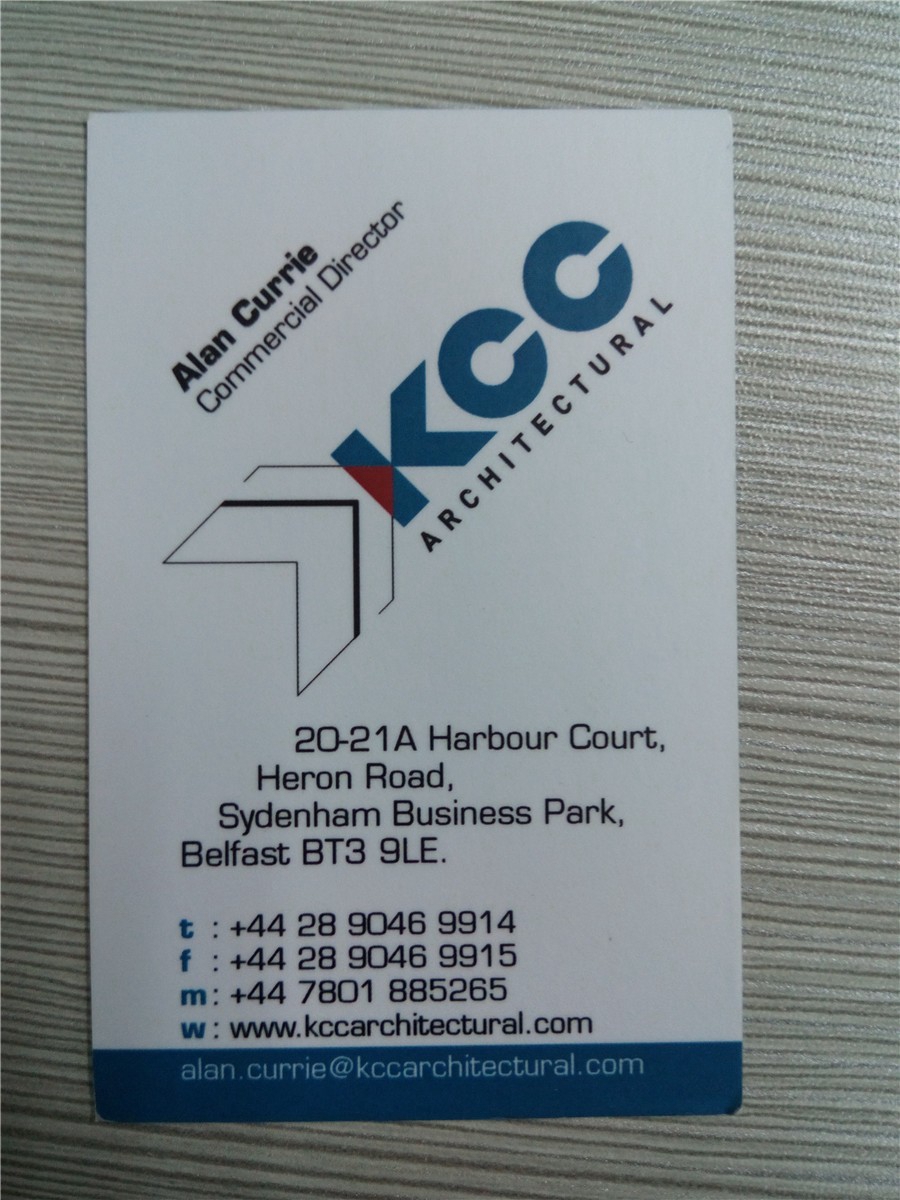 Alan Currie
Commercial Director
KCC
ARCHITECTURAL
20-21A Harbour Court,
Heron Road,
Sydenham Business Park,
Belfast BT3 9LE.
t : +44 28 9046 9914
f : +44 28 9046 9915
m : +44 7801 885265
w : www.kccarchitectural.com
alan.currie@kccarchitectural.com